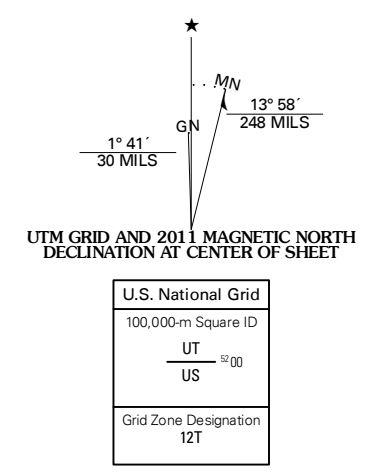 ★
MN
GN
13° 58´
248 MILS
1° 41´
30 MILS
UTM GRID AND 2011 MAGNETIC NORTH
DECLINATION AT CENTER OF SHEET
U.S. National Grid
100,000-m Square ID
UT
5200
US
Grid Zone Designation
12T